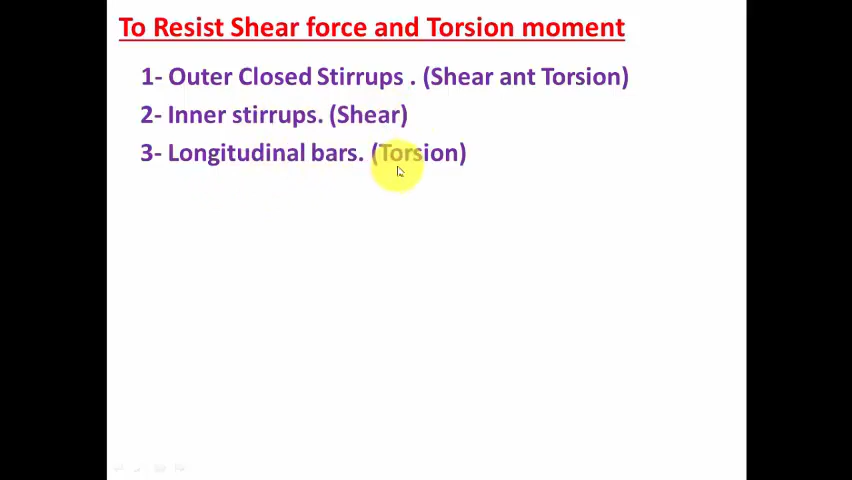 To Resist Shear force and Torsion moment
1- Outer Closed Stirrups . (Shear ant Torsion)
2- Inner stirrups. (Shear)
3- Longitudinal bars. (Torsion)